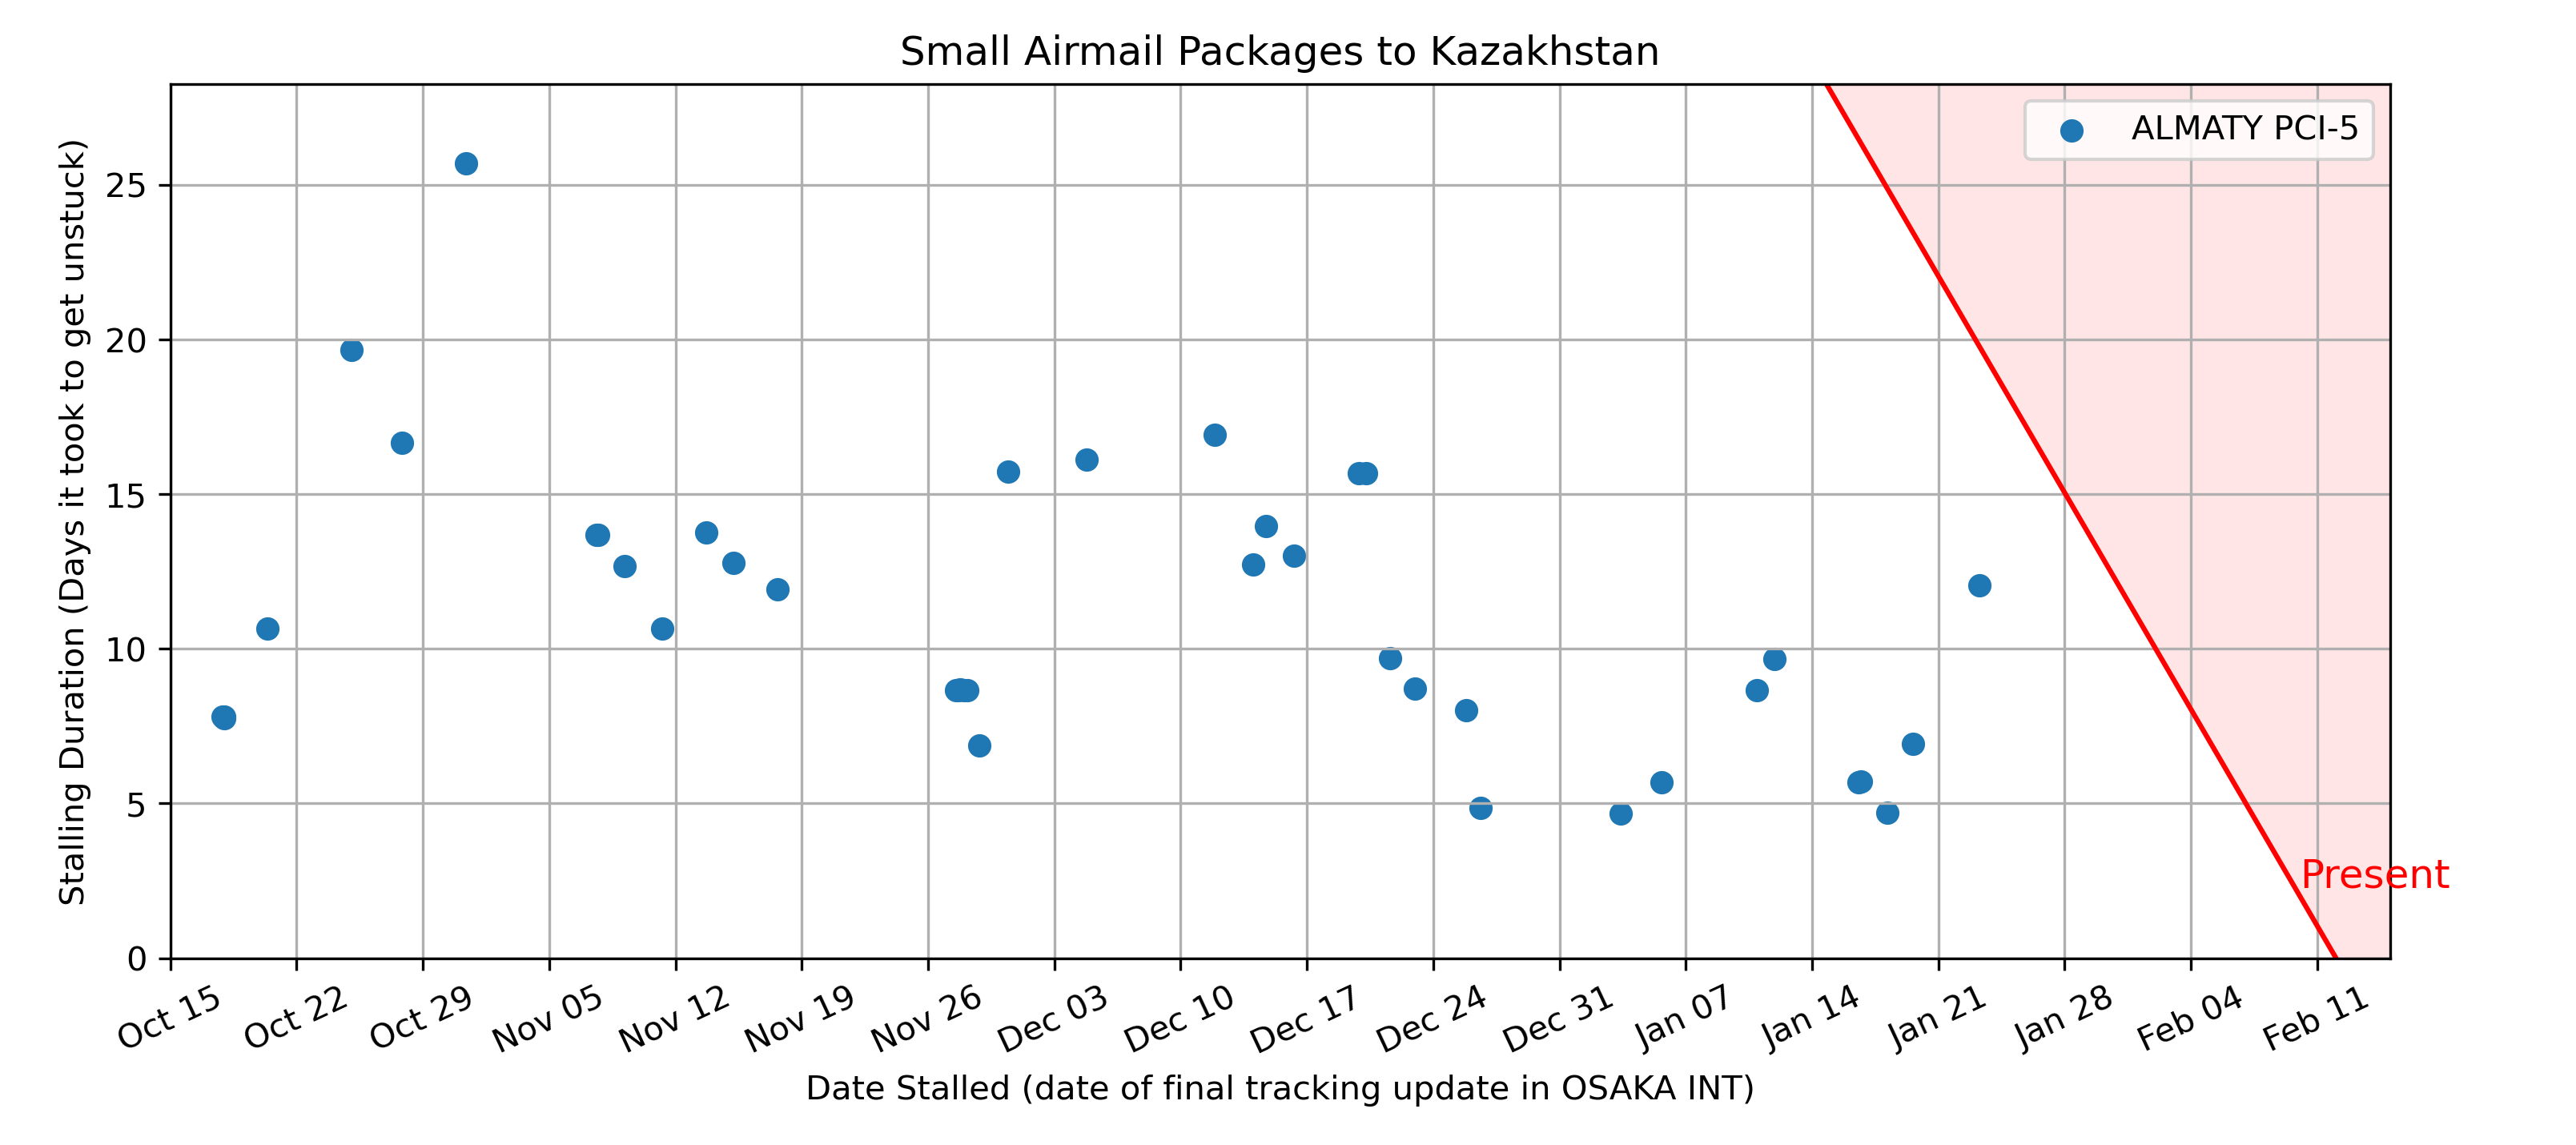 Small Airmail Packages to Kazakhstan
ALMATY PCI-5
Stalling Duration (Days it took to get unstuck)
25
20
15
10
5
0
Present
Oct 15
Oct 22
Oct 29
Nov 05
Nov 12
Nov 19
Nov 26
Dec 03
Dec 10
Dec 17
Dec 24
Dec 31
Jan 07
Jan 14
Jan 21
Jan 28
Feb 04
Feb 11
Date Stalled (date of final tracking update in OSAKA INT)